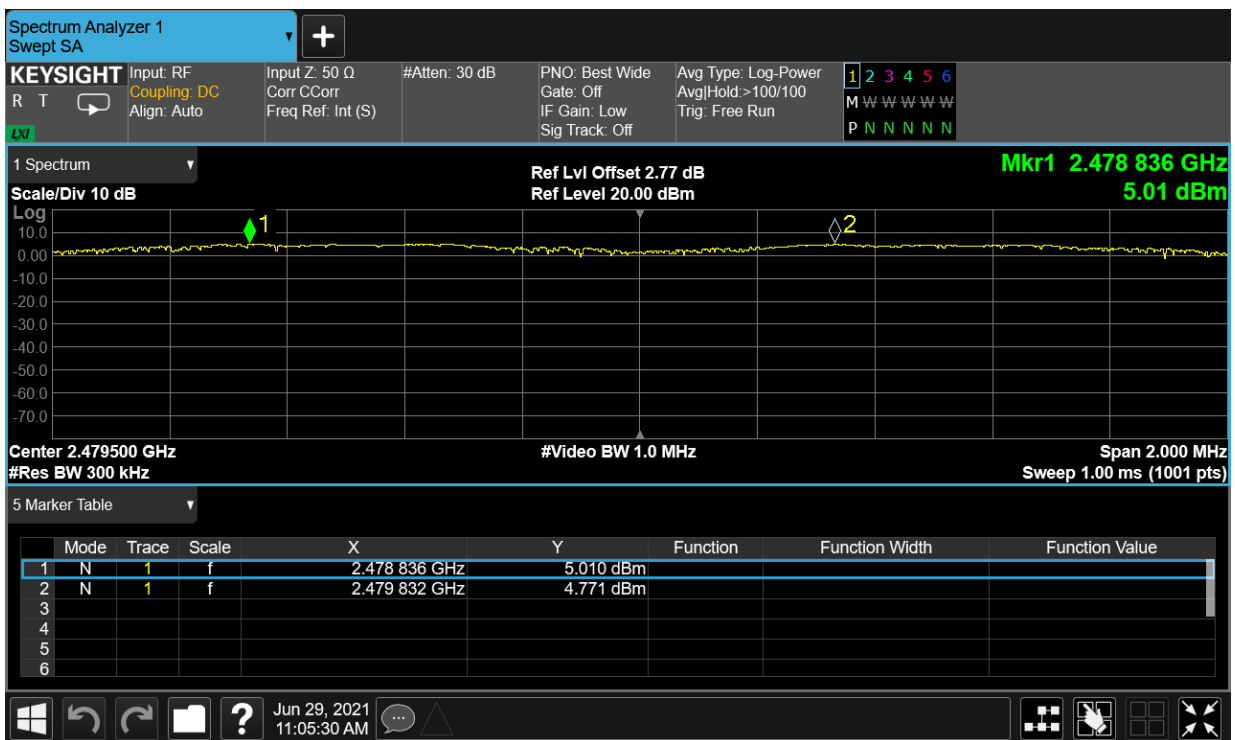 Spectrum Analyzer 1
Swept SA
+
KEYSIGHT
R T
LXI
Input: RF
Coupling: DC
Align: Auto
Input Z: 50 Ω
Corr CCorr
Freq Ref: Int (S)
#Atten: 30 dB
PNO: Best Wide
Gate: Off
IF Gain: Low
Sig Track: Off
Avg Type: Log-Power
Avg|Hold:>100/100
Trig: Free Run
1 2 3 4 5 6
M W W W W W
P N N N N N
1 Spectrum
Scale/Div 10 dB
Ref Lvl Offset 2.77 dB
Ref Level 20.00 dBm
Mkr1 2.478 836 GHz
5.01 dBm
Log
10.0
0.00
-10.0
-20.0
-30.0
-40.0
-50.0
-60.0
-70.0
1
2
Center 2.479500 GHz
#Res BW 300 kHz
#Video BW 1.0 MHz
Span 2.000 MHz
Sweep 1.00 ms (1001 pts)
5 Marker Table
Mode Trace Scale X Y Function Function Width Function Value
1 N 1 f 2.478 836 GHz 5.010 dBm
2 N 1 f 2.479 832 GHz 4.771 dBm
3
4
5
6
?
Jun 29, 2021
11:05:30 AM